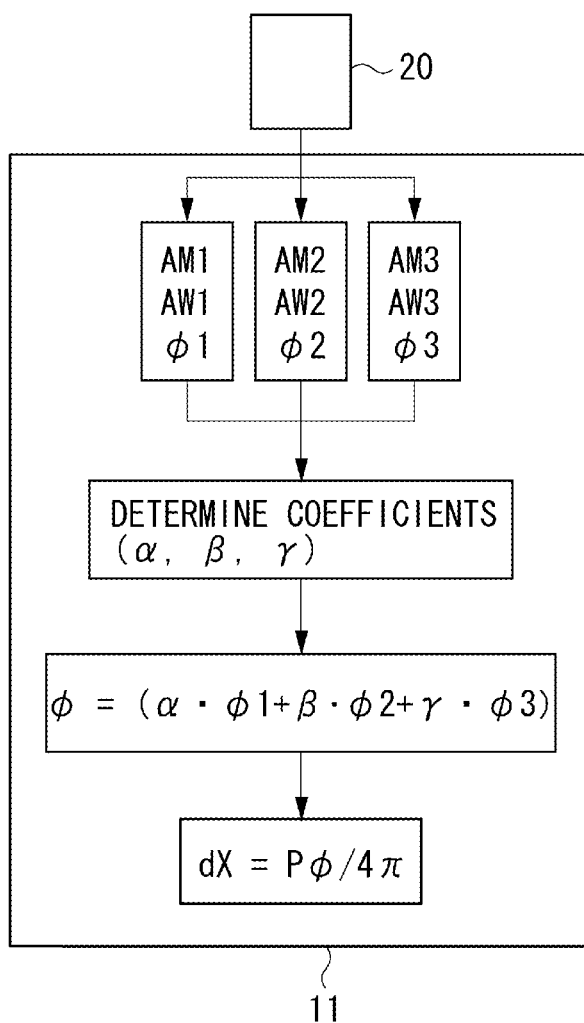 20
AM1
AW1
φ1
AM2
AW2
φ2
AM3
AW3
φ3
DETERMINE COEFFICIENTS
(α, β, γ)
φ = (α · φ1+β · φ2+γ · φ3)
dX = Pφ/4π
11